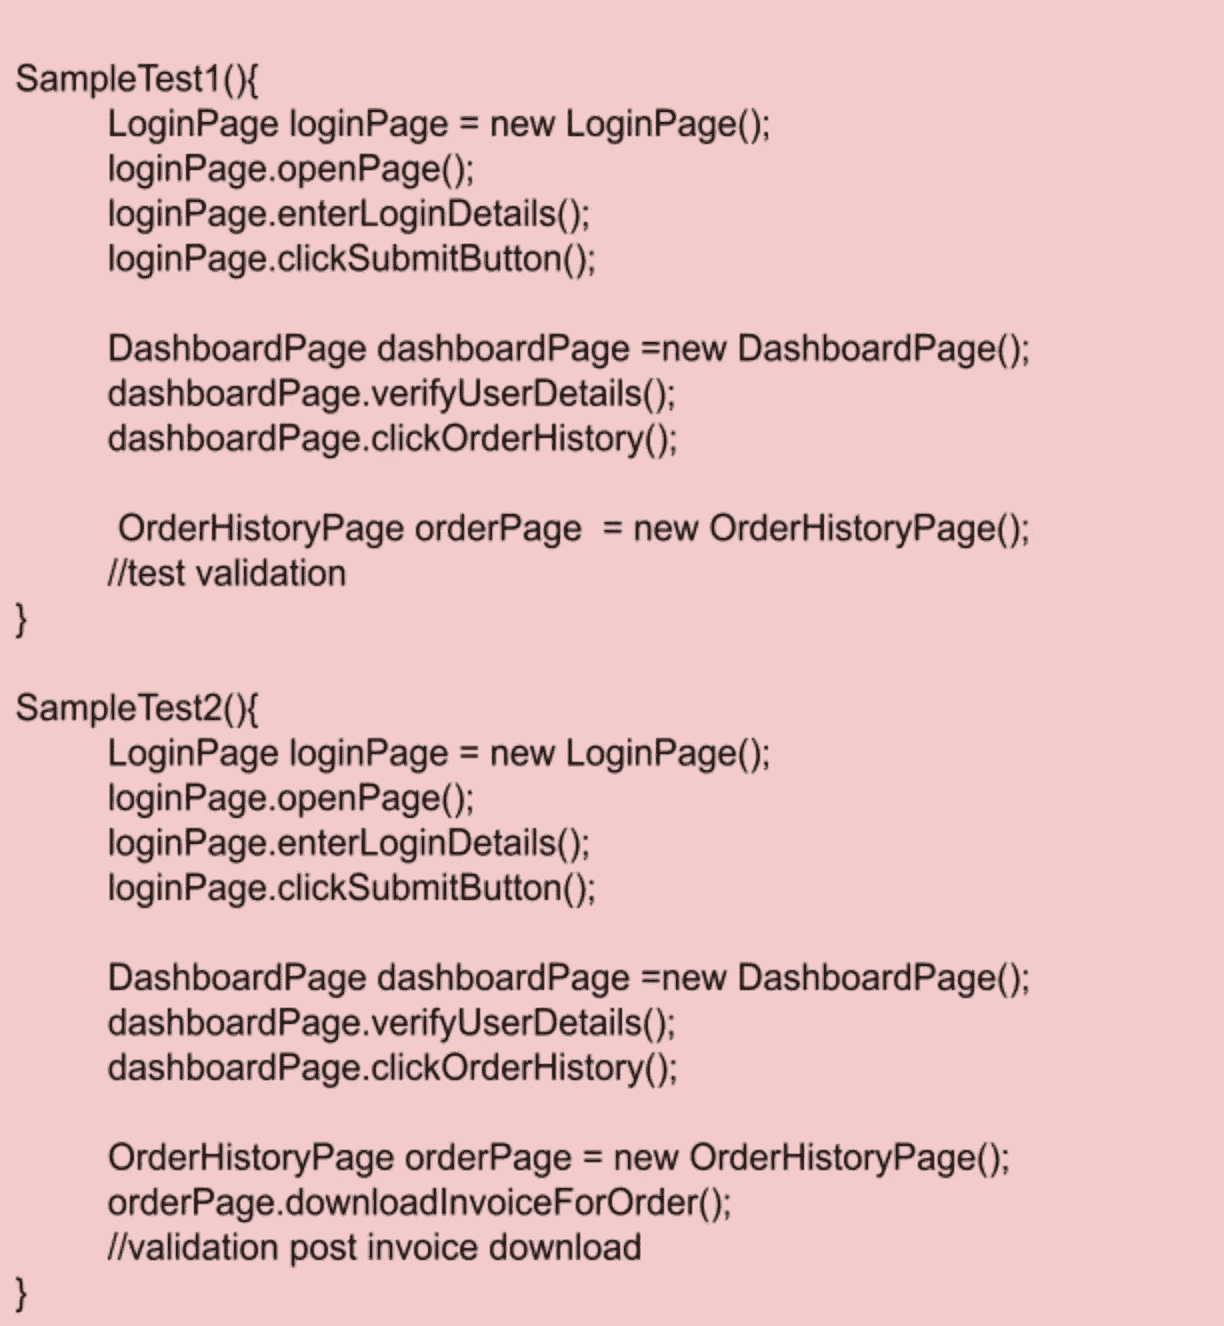 SampleTest1(){
LoginPage loginPage = new LoginPage();
loginPage.openPage();
loginPage.enterLoginDetails();
loginPage.clickSubmitButton();
DashboardPage dashboardPage =new DashboardPage();
dashboardPage.verifyUserDetails();
dashboardPage.clickOrderHistory();
OrderHistoryPage orderPage  = new OrderHistoryPage();
//test validation
}
SampleTest2(){
LoginPage loginPage = new LoginPage();
loginPage.openPage();
loginPage.enterLoginDetails();
loginPage.clickSubmitButton();
DashboardPage dashboardPage =new DashboardPage();
dashboardPage.verifyUserDetails();
dashboardPage.clickOrderHistory();
OrderHistoryPage orderPage = new OrderHistoryPage();
orderPage.downloadInvoiceForOrder();
//validation post invoice download
}